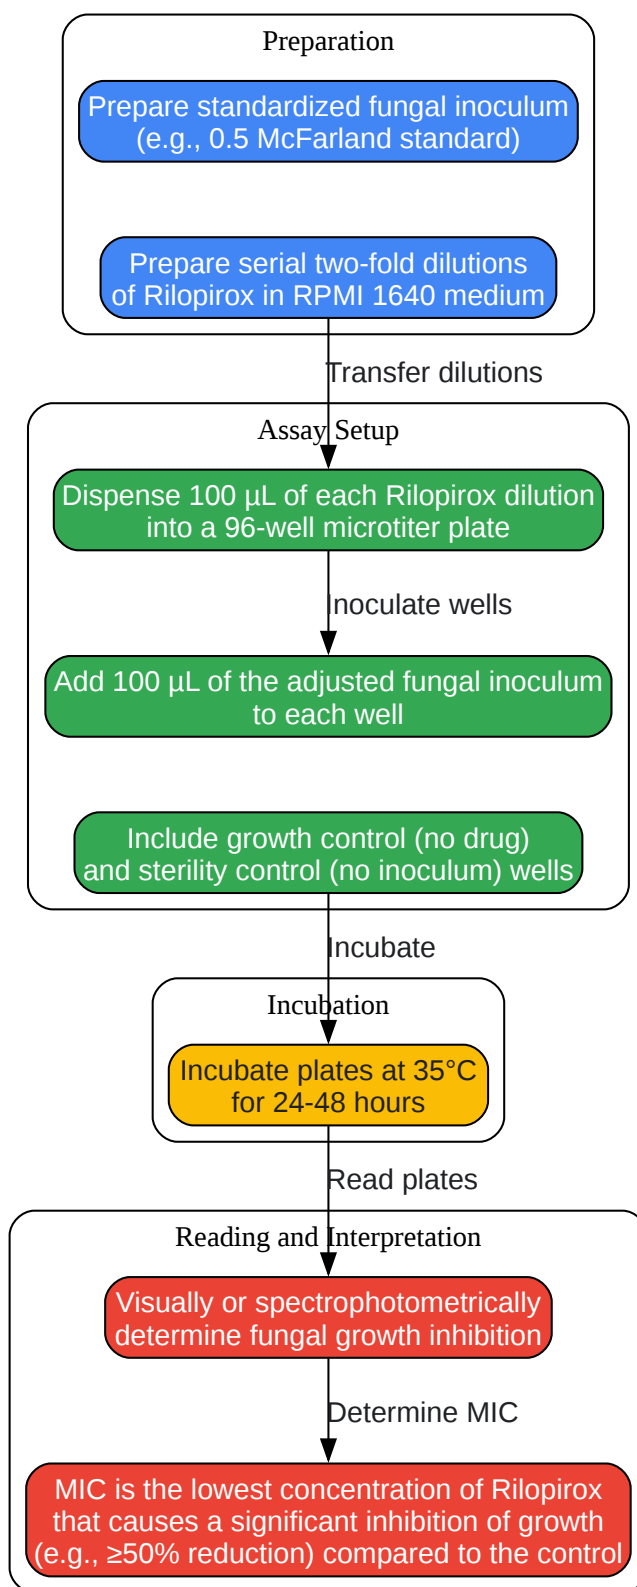 Preparation
Prepare standardized fungal inoculum
(e.g., 0.5 McFarland standard)
Prepare serial two-fold dilutions
of Rilopirox in RPMI 1640 medium
Transfer dilutions
Assay Setup
Dispense 100 µL of each Rilopirox dilution
into a 96-well microtiter plate
Inoculate wells
Add 100 µL of the adjusted fungal inoculum
to each well
Include growth control (no drug)
and sterility control (no inoculum) wells
Incubate
Incubation
Incubate plates at 35°C
for 24-48 hours
Read plates
Reading and Interpretation
Visually or spectrophotometrically
determine fungal growth inhibition
Determine MIC
MIC is the lowest concentration of Rilopirox
that causes a significant inhibition of growth
(e.g., ≥50% reduction) compared to the control